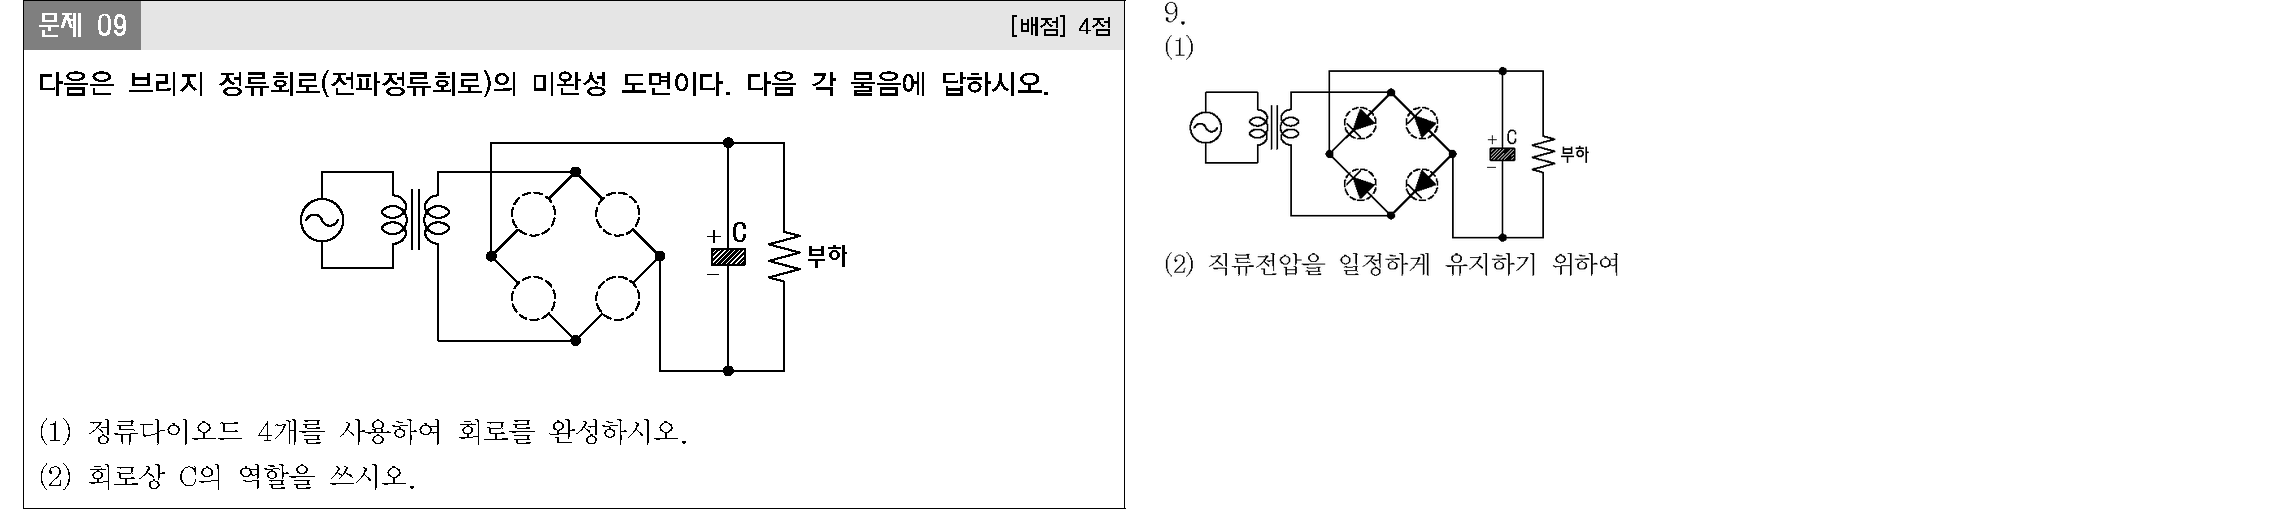 문제 09
[배점] 4점
다음은 브리지 정류회로(전파정류회로)의 미완성 도면이다. 다음 각 물음에 답하시오.
+ C
−
부하
(1) 정류다이오드 4개를 사용하여 회로를 완성하시오.
(2) 회로상 C의 역할을 쓰시오.
9.
(1)
+ C
−
부하
(2) 직류전압을 일정하게 유지하기 위하여